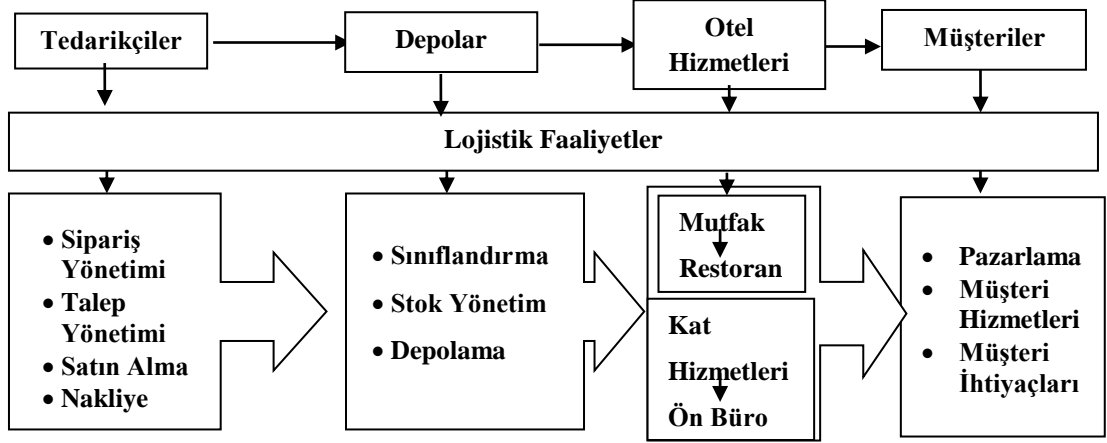 Tedarikçiler
Depolar
Otel
Hizmetleri
Müşteriler
Lojistik Faaliyetler
• Sipariş
Yönetimi
• Talep
Yönetimi
• Satın Alma
• Nakliye
• Sınıflandırma
• Stok Yönetim
• Depolama
Mutfak
Restoran
Kat
Hizmetleri
Ön Büro
• Pazarlama
• Müşteri
Hizmetleri
• Müşteri
İhtiyaçları